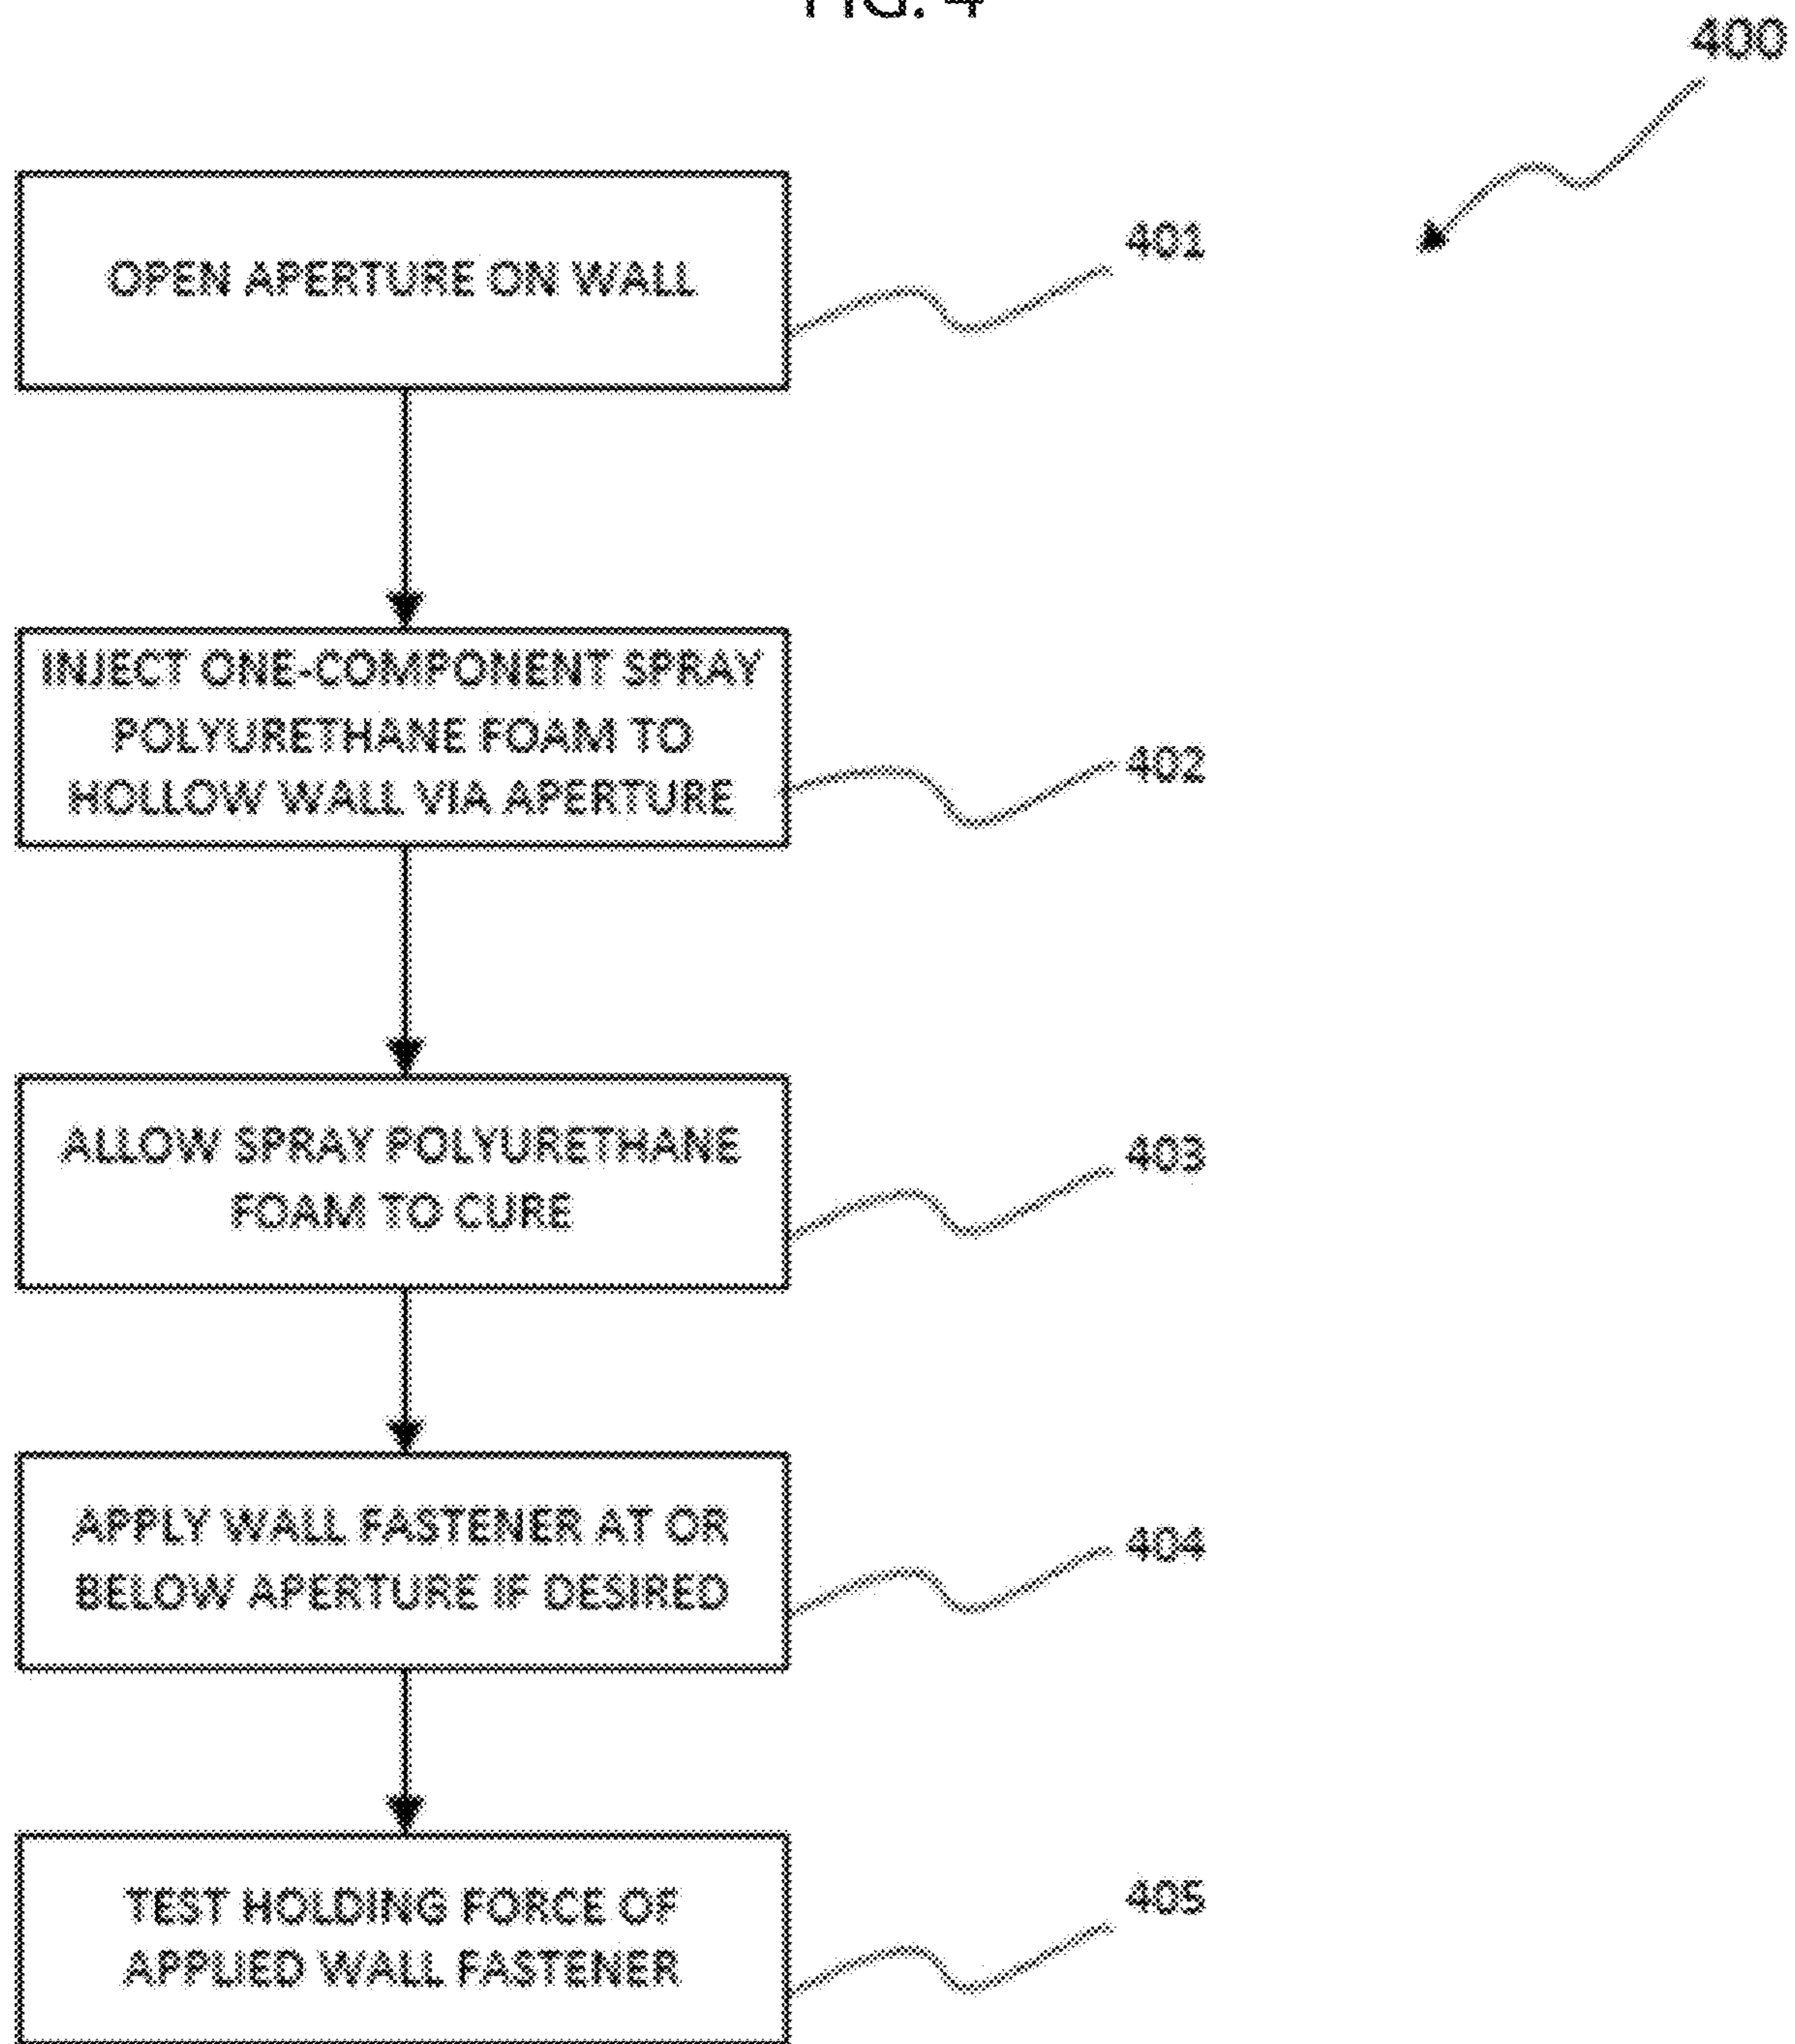 FIG. 4
400
OPEN APERTURE ON WALL
401
INJECT ONE-COMPONENT SPRAY
POLYURETHANE FOAM TO
HOLLOW WALL VIA APERTURE
402
ALLOW SPRAY POLYURETHANE
FOAM TO CURE
403
APPLY WALL FASTENER AT OR
BELOW APERTURE IF DESIRED
404
TEST HOLDING FORCE OF
APPLIED WALL FASTENER
405